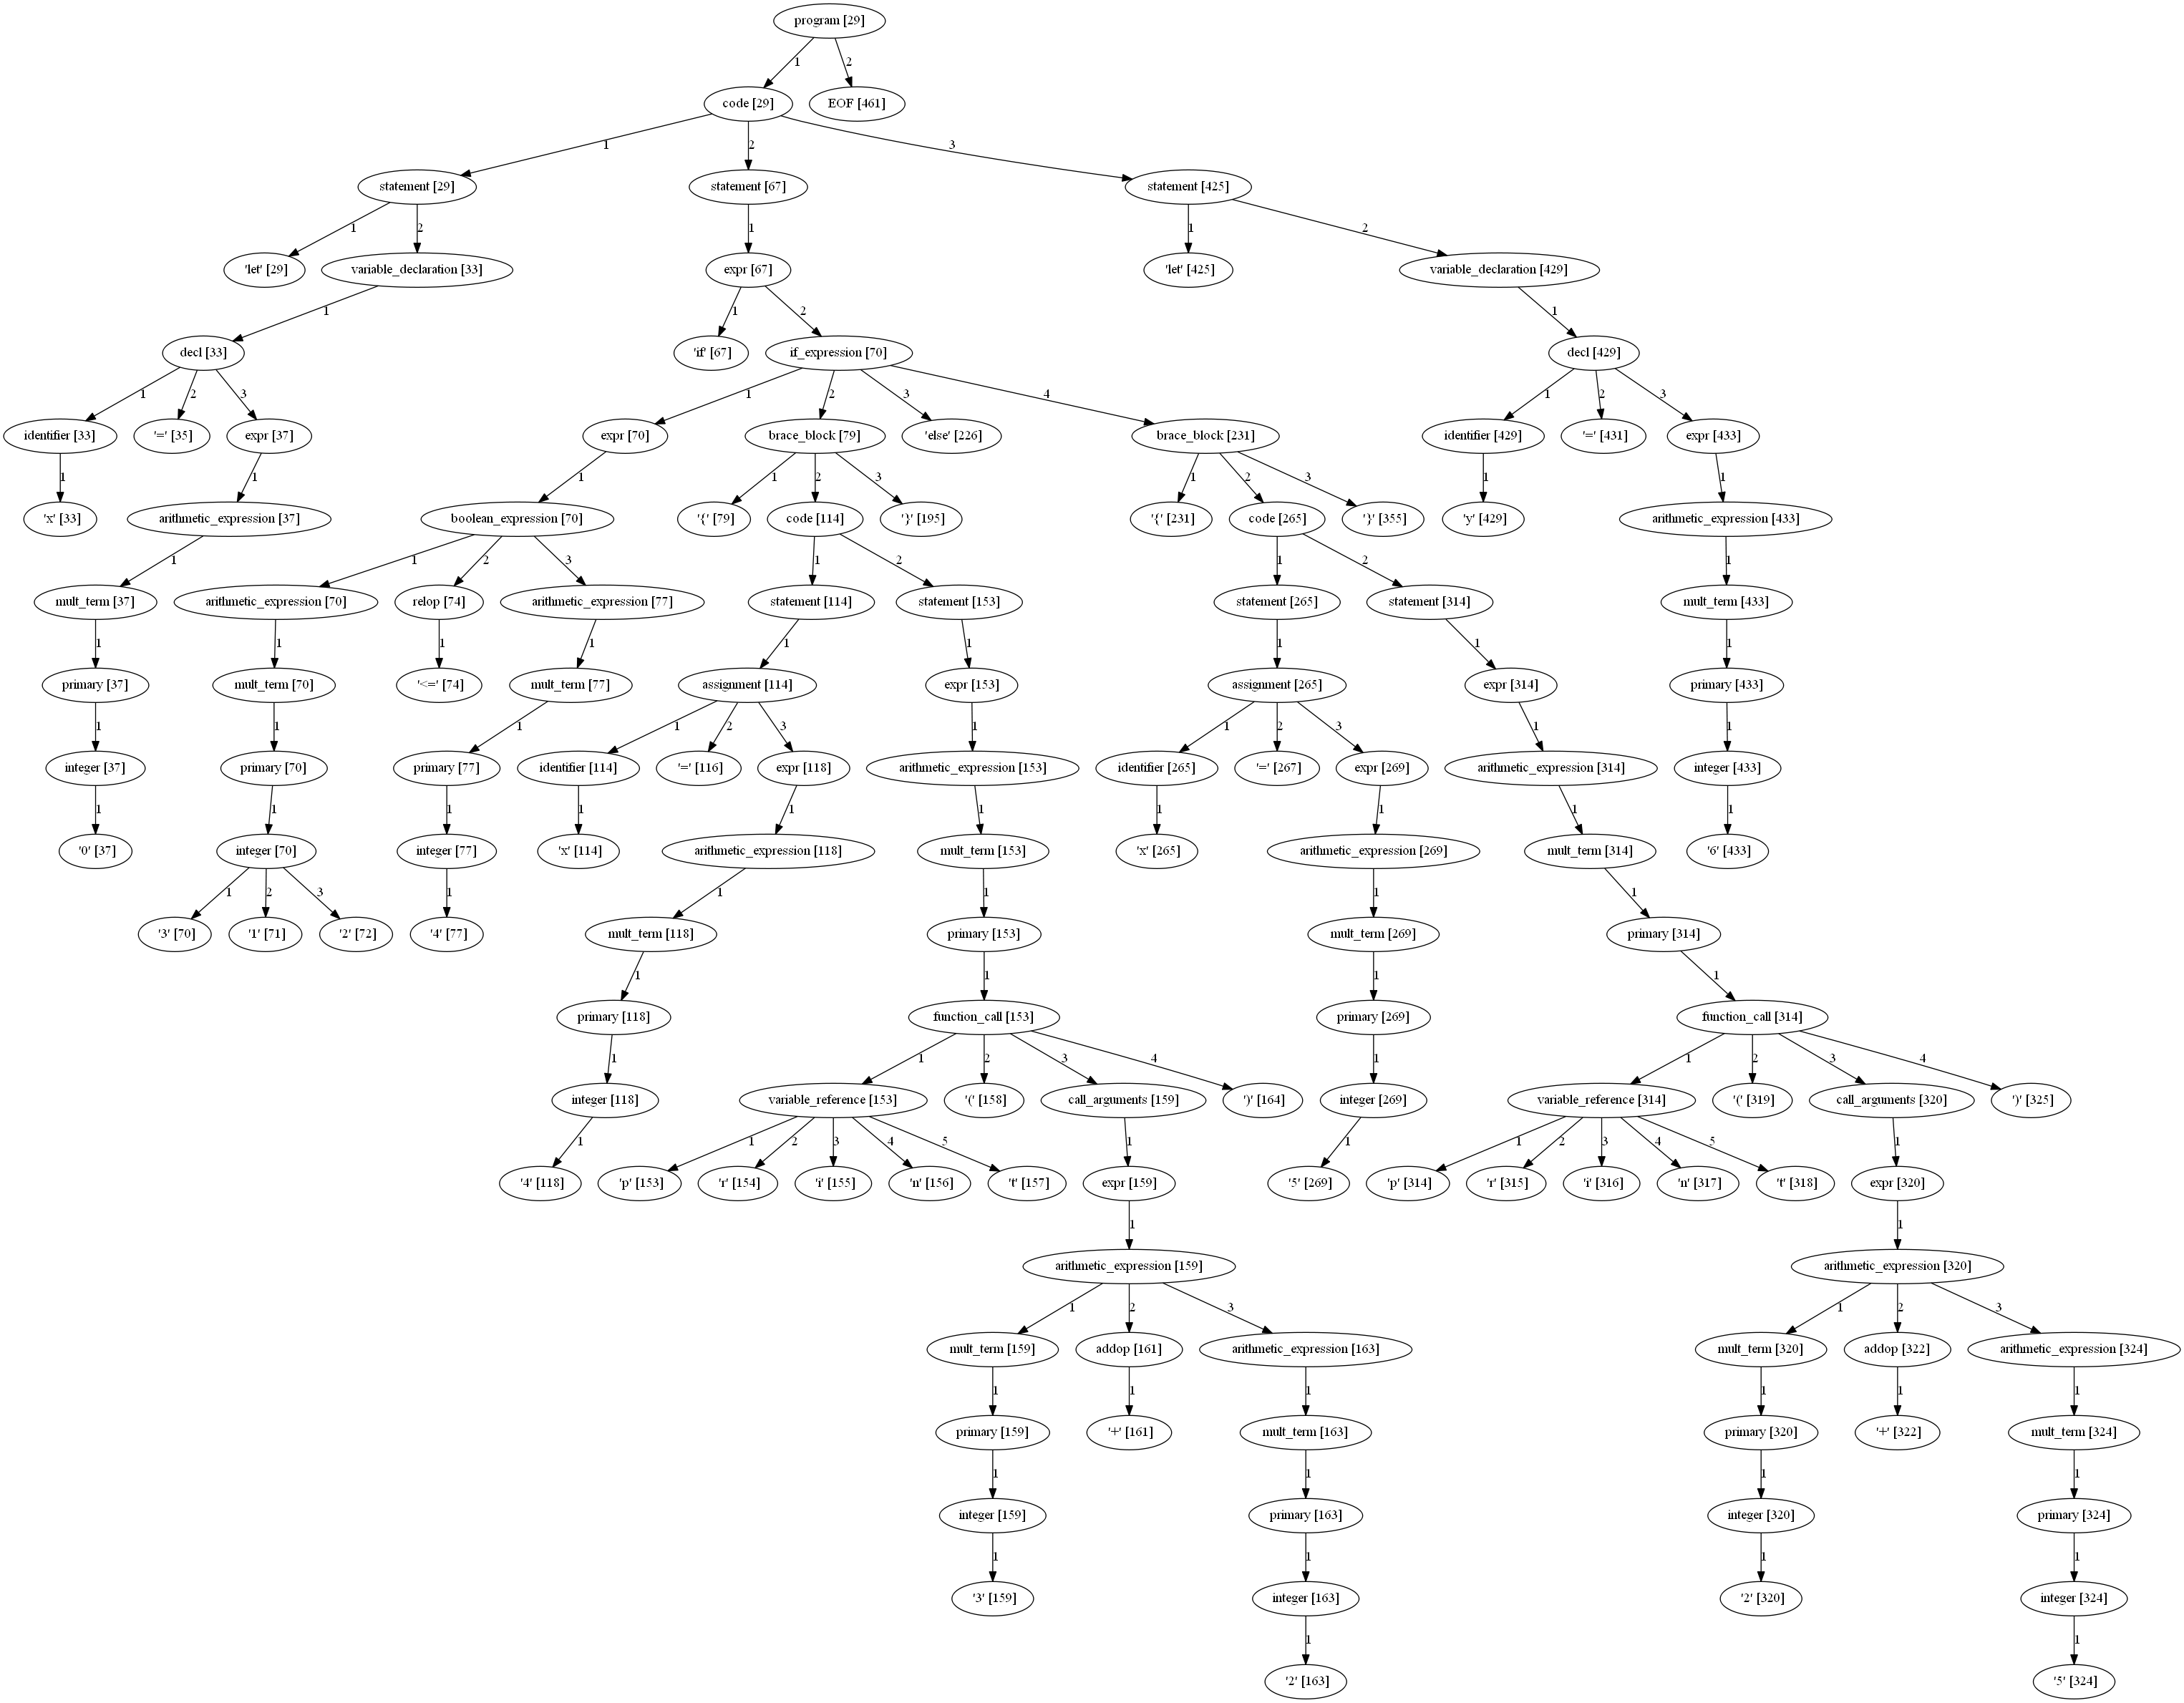 program [29]
1 2
code [29] EOF [461]
1 2 3
statement [29] statement [67] statement [425]
1 2 1 1 2
'let' [29] variable_declaration [33] expr [67] 'let' [425] variable_declaration [429]
1 1 2 1
decl [33] 'if' [67] if_expression [70] decl [429]
1 2 3 1 2 3 4 1 2 3
identifier [33] '=' [35] expr [37] expr [70] brace_block [79] 'else' [226] brace_block [231] identifier [429] '=' [431] expr [433]
1 1 1 1 2 3 1 2 3 1 1
'x' [33] arithmetic_expression [37] boolean_expression [70] '{' [79] code [114] '}' [195] '{' [231] code [265] '}' [355] 'y' [429] arithmetic_expression [433]
1 1 2 3 1 2 1 2 1
mult_term [37] arithmetic_expression [70] relop [74] arithmetic_expression [77] statement [114] statement [153] statement [265] statement [314] mult_term [433]
1 1 1 1 1 1 1 1 1
primary [37] mult_term [70] '<=' [74] mult_term [77] assignment [114] expr [153] assignment [265] expr [314] primary [433]
1 1 1 1 2 3 1 1 2 3 1 1
integer [37] primary [70] primary [77] identifier [114] '=' [116] expr [118] arithmetic_expression [153] identifier [265] '=' [267] expr [269] arithmetic_expression [314] integer [433]
1 1 1 1 1 1 1 1 1 1
'0' [37] integer [70] integer [77] 'x' [114] arithmetic_expression [118] mult_term [153] 'x' [265] arithmetic_expression [269] mult_term [314] '6' [433]
1 2 3 1 1 1 1 1
'3' [70] '1' [71] '2' [72] '4' [77] mult_term [118] primary [153] mult_term [269] primary [314]
1 1 1 1
primary [118] function_call [153] primary [269] function_call [314]
1 1 2 3 4 1 1 2 3 4
integer [118] variable_reference [153] '(' [158] call_arguments [159] ')' [164] integer [269] variable_reference [314] '(' [319] call_arguments [320] ')' [325]
1 1 2 3 4 5 1 1 1 2 3 4 5 1
'4' [118] 'p' [153] 'r' [154] 'i' [155] 'n' [156] 't' [157] expr [159] '5' [269] 'p' [314] 'r' [315] 'i' [316] 'n' [317] 't' [318] expr [320]
1 1
arithmetic_expression [159] arithmetic_expression [320]
1 2 3 1 2 3
mult_term [159] addop [161] arithmetic_expression [163] mult_term [320] addop [322] arithmetic_expression [324]
1 1 1 1 1 1
primary [159] '+' [161] mult_term [163] primary [320] '+' [322] mult_term [324]
1 1 1 1
integer [159] primary [163] integer [320] primary [324]
1 1 1 1
'3' [159] integer [163] '2' [320] integer [324]
1 1
'2' [163] '5' [324]